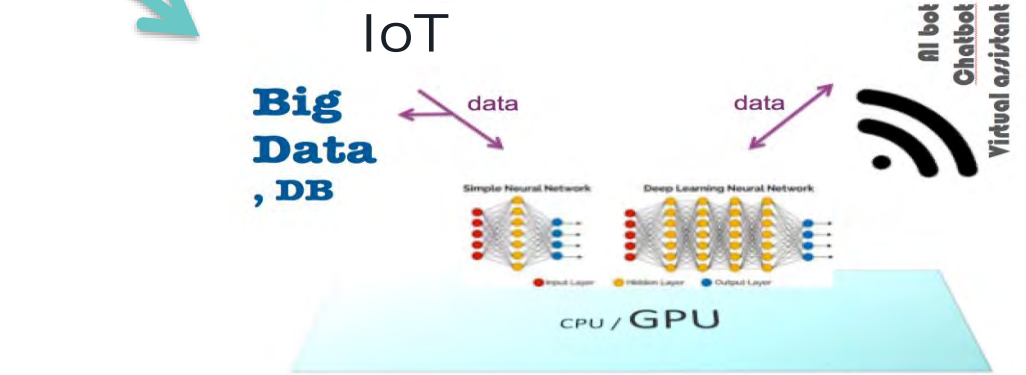 IoT
AI bot
Chatbot
Virtual assistant
Big
Data
, DB
data
data
Simple Neural Network
Deep Learning Neural Network
Input Layer
Hidden Layer
Output Layer
CPU / GPU